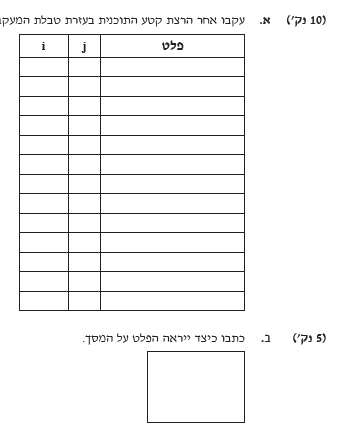 (10 נק') א. עקבו אחר הרצת קטע התוכנית בעזרת טבלת המעקב
i j פלט
(5 נק') ב. כתבו כיצד ייראה הפלט על המסך.